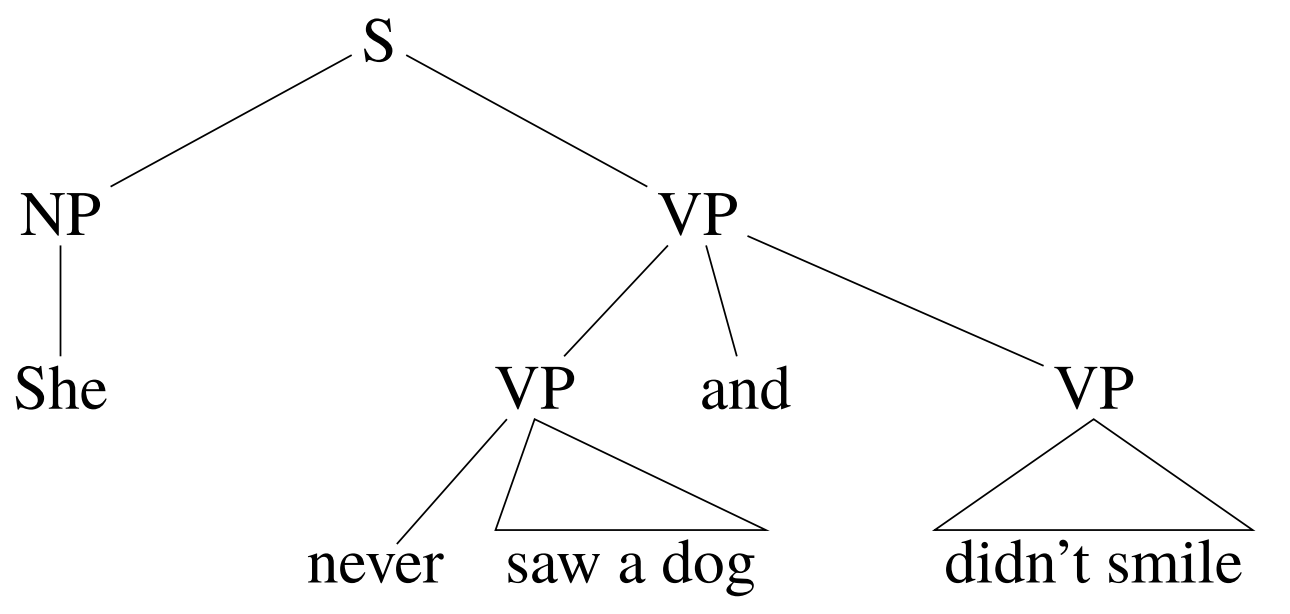 S
NP VP
She VP and VP
never saw a dog didn't smile